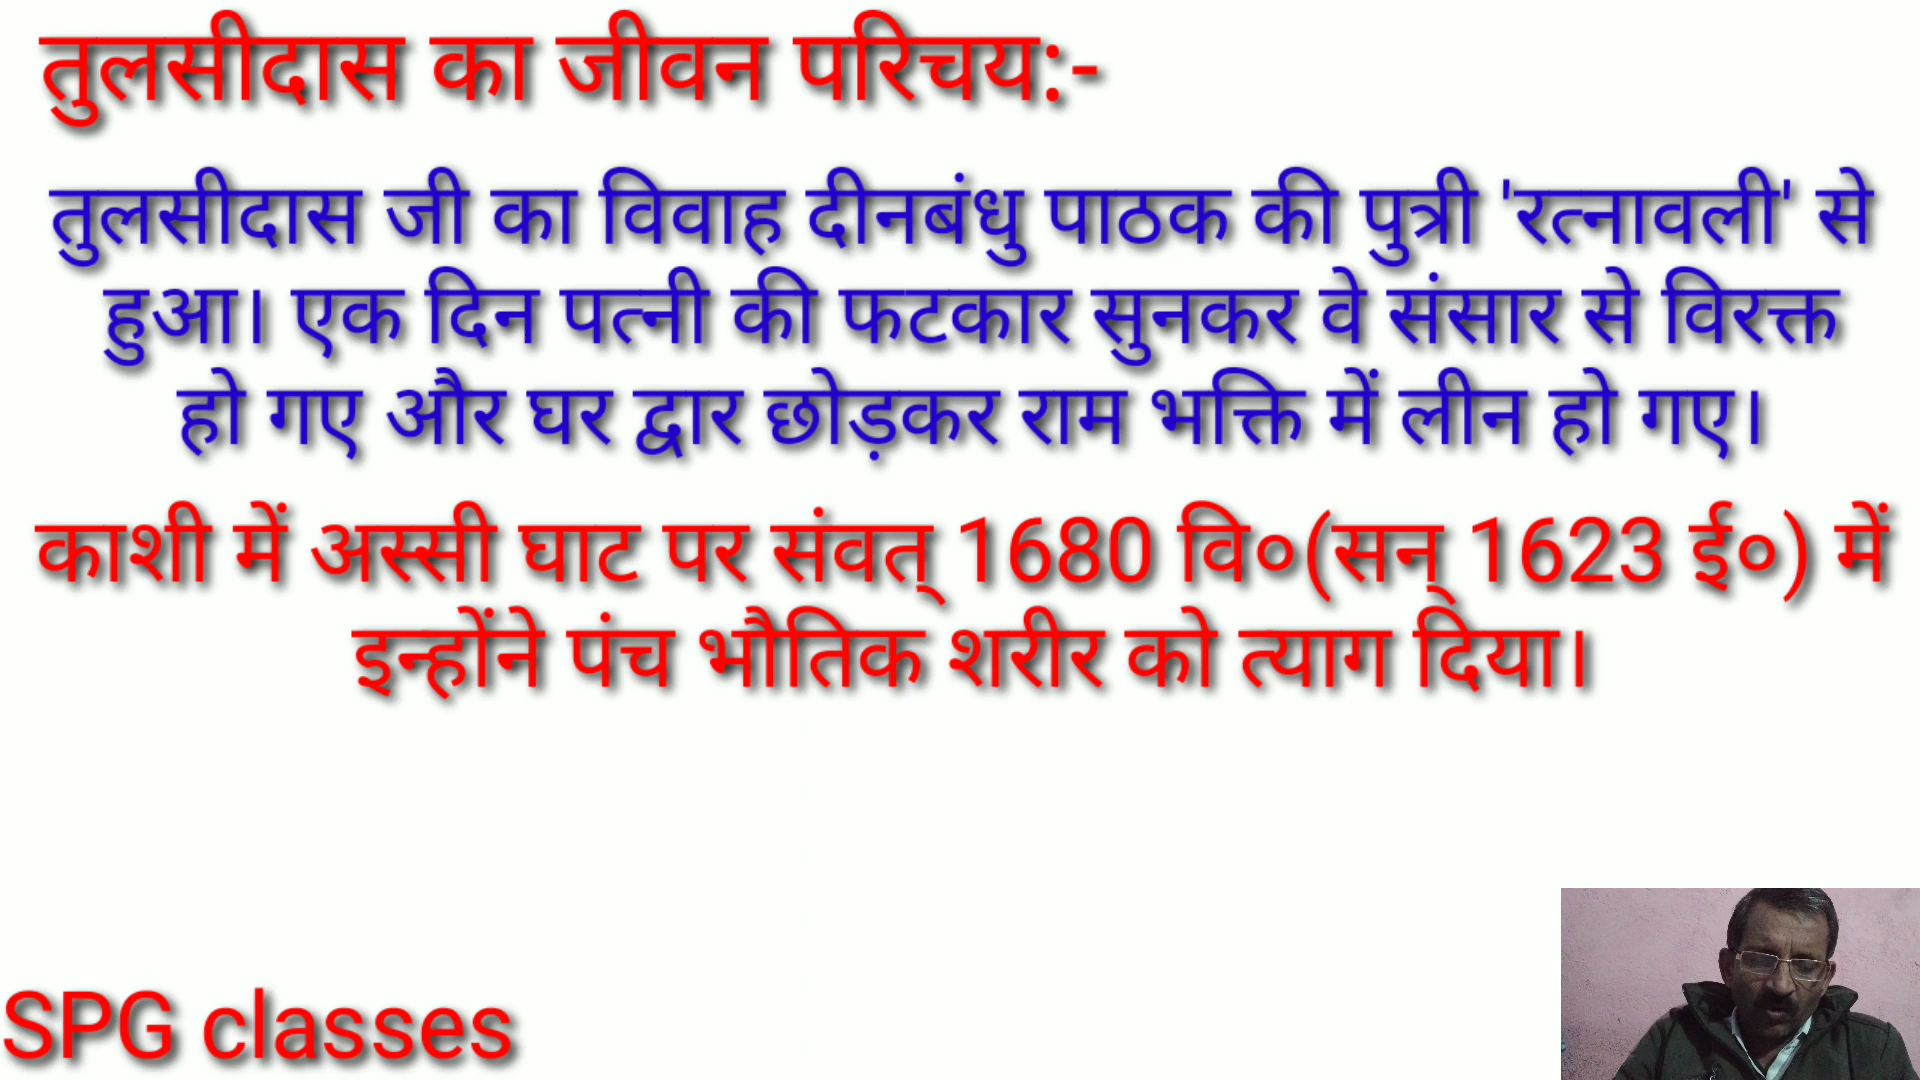 तुलसीदास का जीवन परिचय:-
तुलसीदास जी का विवाह दीनबंधु पाठक की पुत्री 'रत्नावली' से
हुआ। एक दिन पत्नी की फटकार सुनकर वे संसार से विरक्त
हो गए और घर द्वार छोड़कर राम भक्ति में लीन हो गए।
काशी में अस्सी घाट पर संवत् 1680 वि०(सन् 1623 ई०) में
इन्होंने पंच भौतिक शरीर को त्याग दिया।
SPG classes